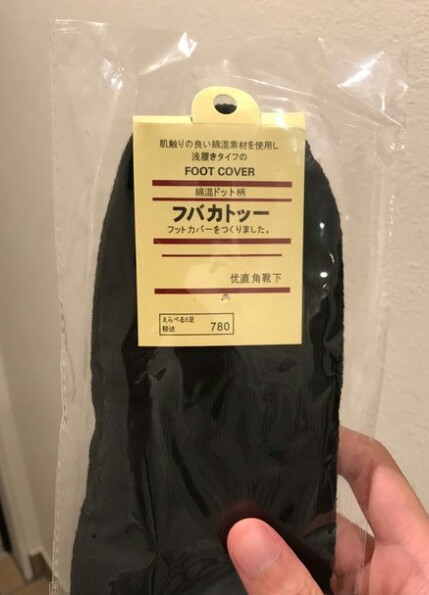 肌触りの良い綿混素材を使用し
浅履きタイプの
FOOT COVER
綿混ドット柄
フバカトッー
フットカバーをつくりました。
优直角靴下
A
えらべる5足
税込 780